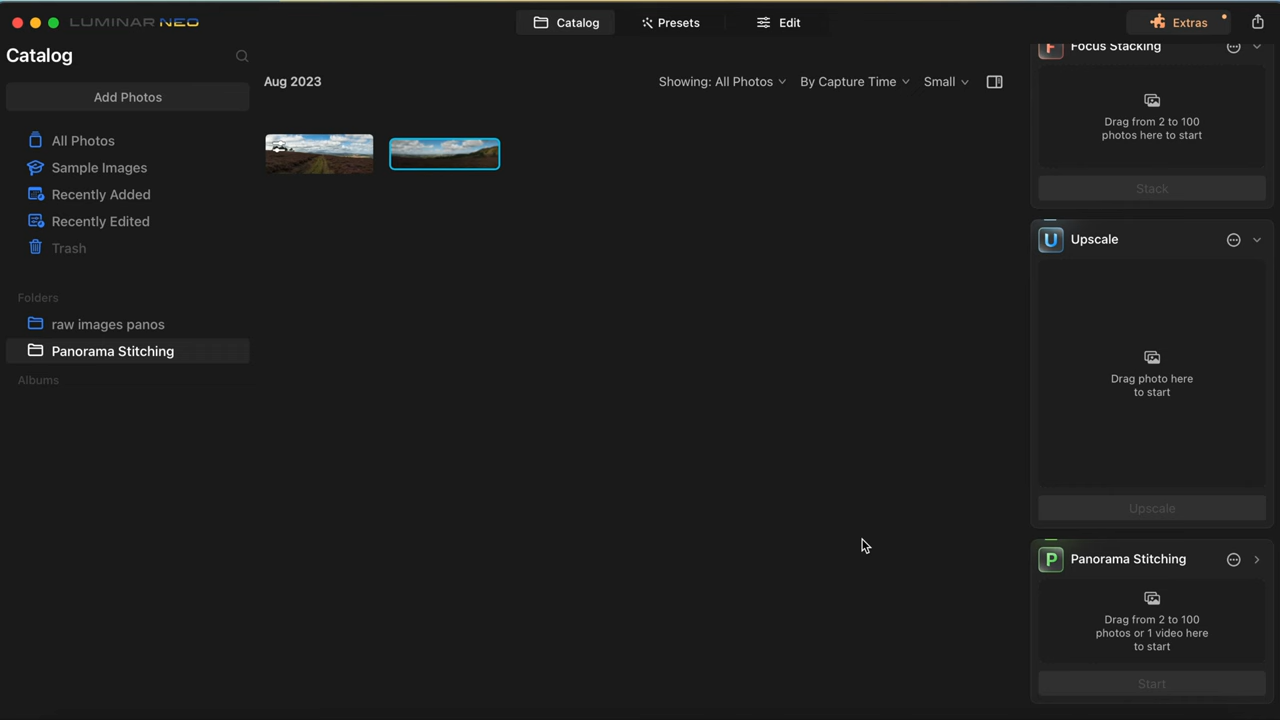 LUMINAR NEO
Catalog
Presets
Edit
Extras
Catalog
Add Photos
All Photos
Sample Images
Recently Added
Recently Edited
Trash
Folders
raw images panos
Panorama Stitching
Albums
Aug 2023
Showing: All Photos
By Capture Time
Small
F
Focus Stacking
Drag from 2 to 100
photos here to start
Stack
U
Upscale
Drag photo here
to start
Upscale
P
Panorama Stitching
Drag from 2 to 100
photos or 1 video here
to start
Start